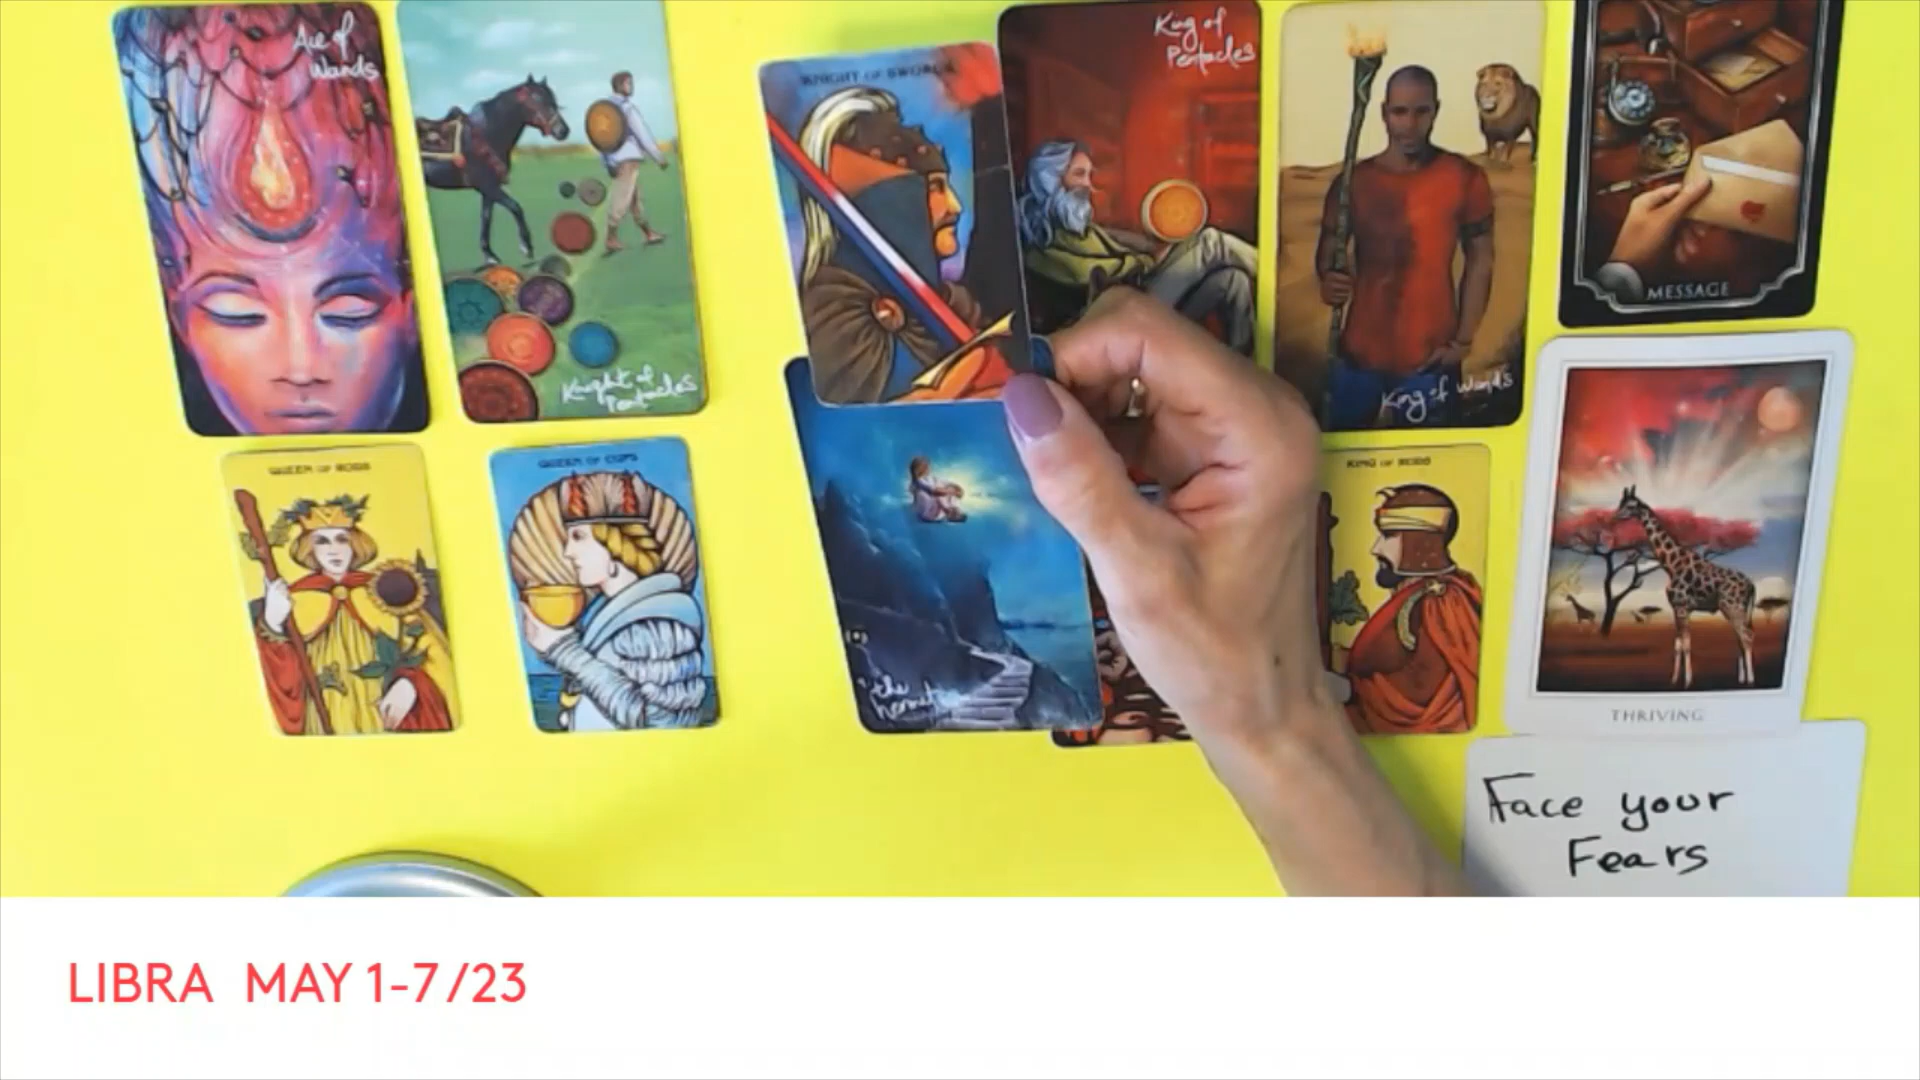 Ace of
Wands
Knight of
Pentacles
KNIGHT OF SWORDS
King of
Pentacles
King of Wands
MESSAGE
QUEEN OF RODS
QUEEN OF CUPS
the
hermit
KING OF RODS
THRIVING
Face your
Fears
LIBRA MAY 1-7/23